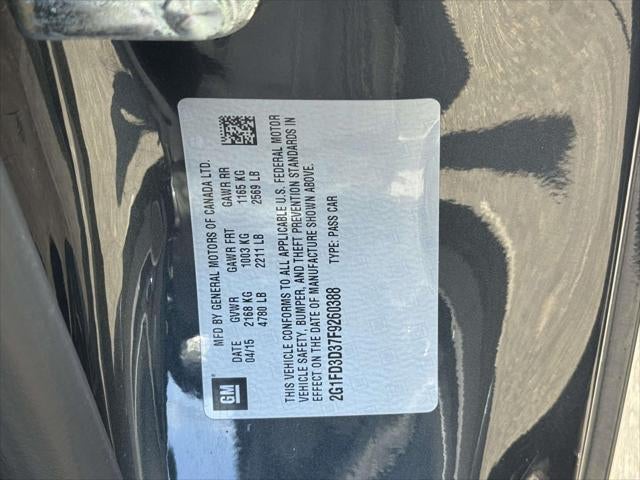 MFD BY GENERAL MOTORS OF CANADA LTD.
DATE GVWR GAWR FRT GAWR RR
04/15 2168 KG 1003 KG 1165 KG
4780 LB 2211 LB 2569 LB
GM
THIS VEHICLE CONFORMS TO ALL APPLICABLE U.S. FEDERAL MOTOR
VEHICLE SAFETY, BUMPER, AND THEFT PREVENTION STANDARDS IN
EFFECT ON THE DATE OF MANUFACTURE SHOWN ABOVE.
2G1FD3D37F9260388 TYPE: PASS CAR